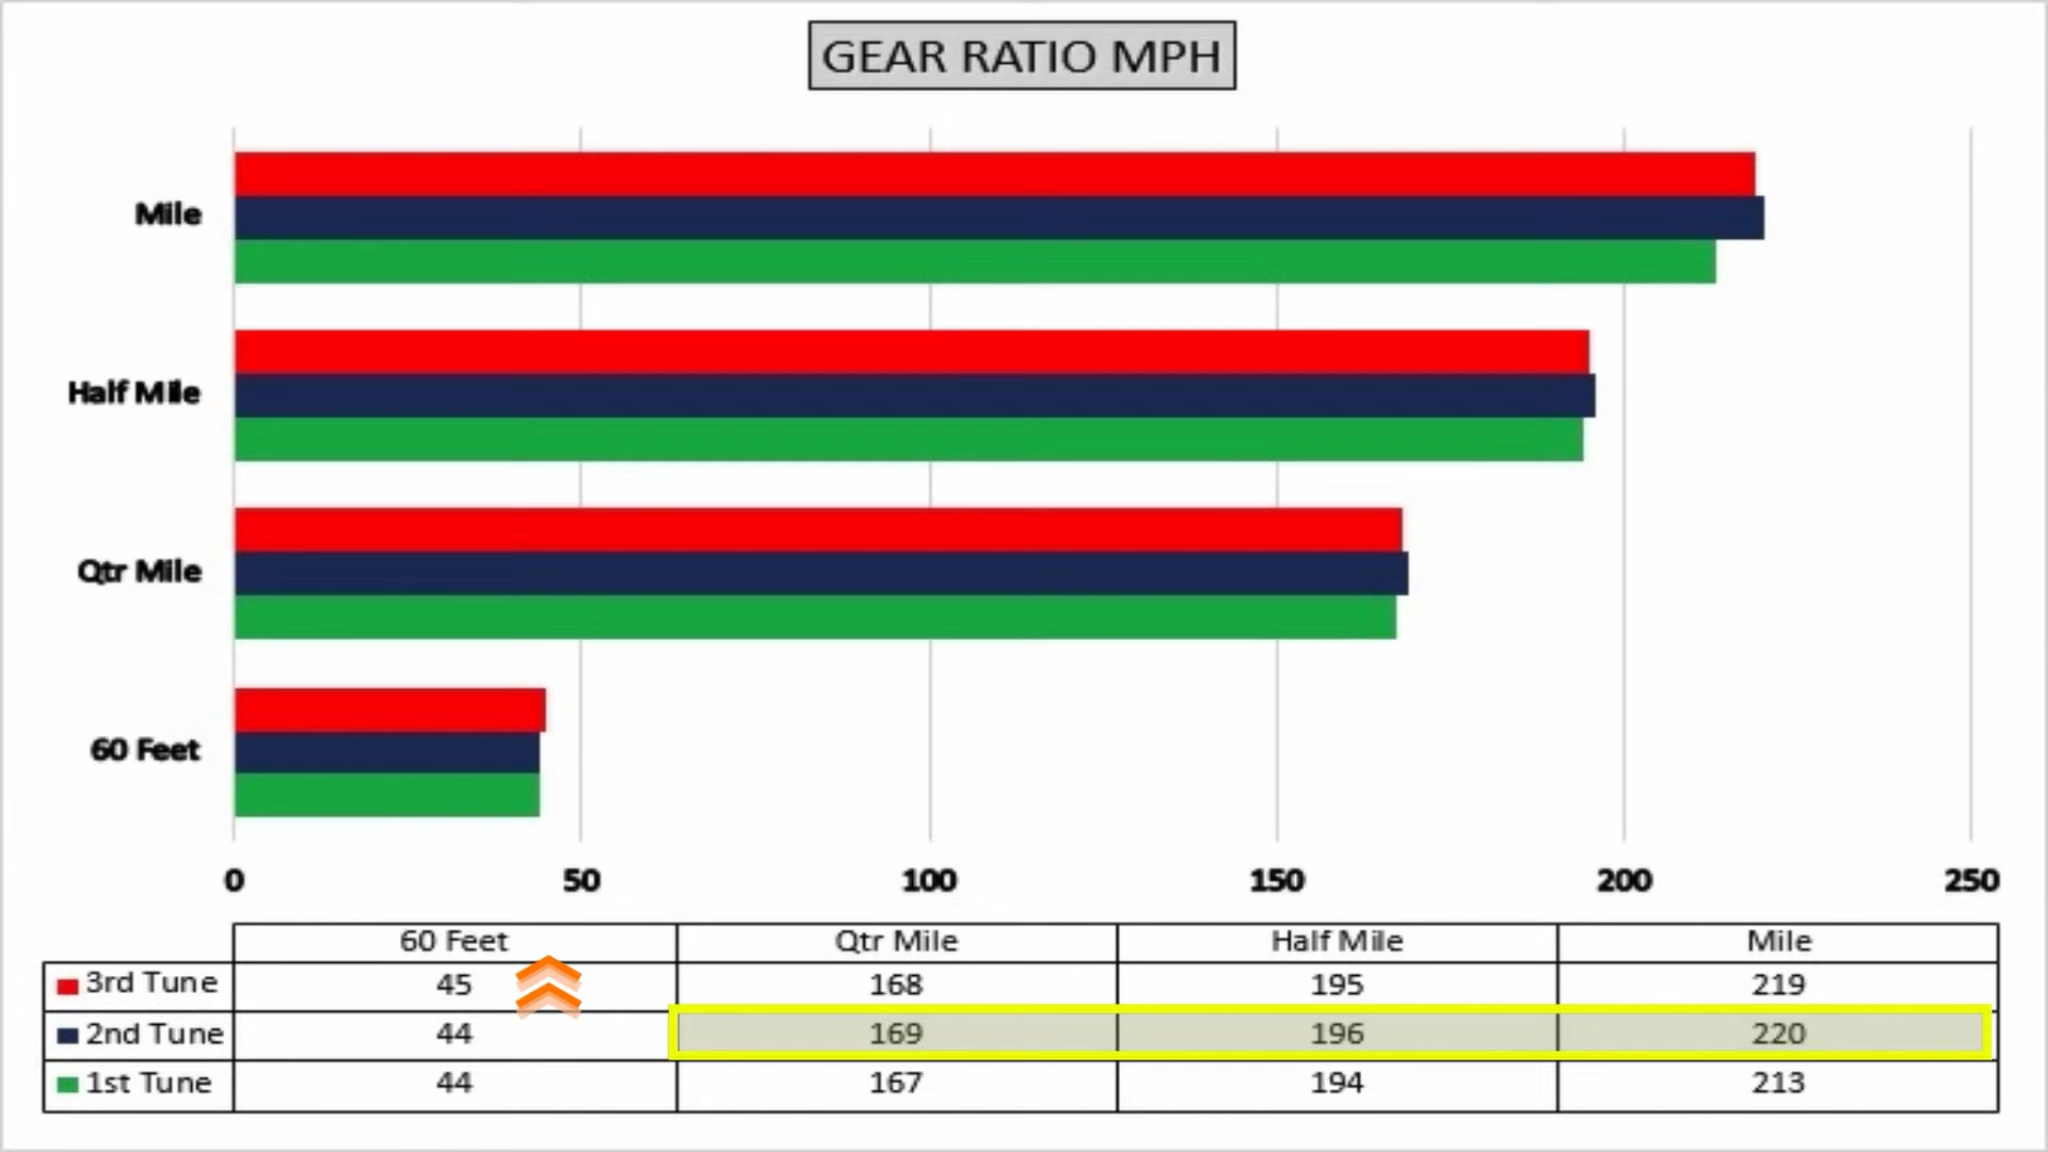 GEAR RATIO MPH
Mile
Half Mile
Qtr Mile
60 Feet
0 50 100 150 200 250
60 Feet Qtr Mile Half Mile Mile
3rd Tune 45 168 195 219
2nd Tune 44 169 196 220
1st Tune 44 167 194 213